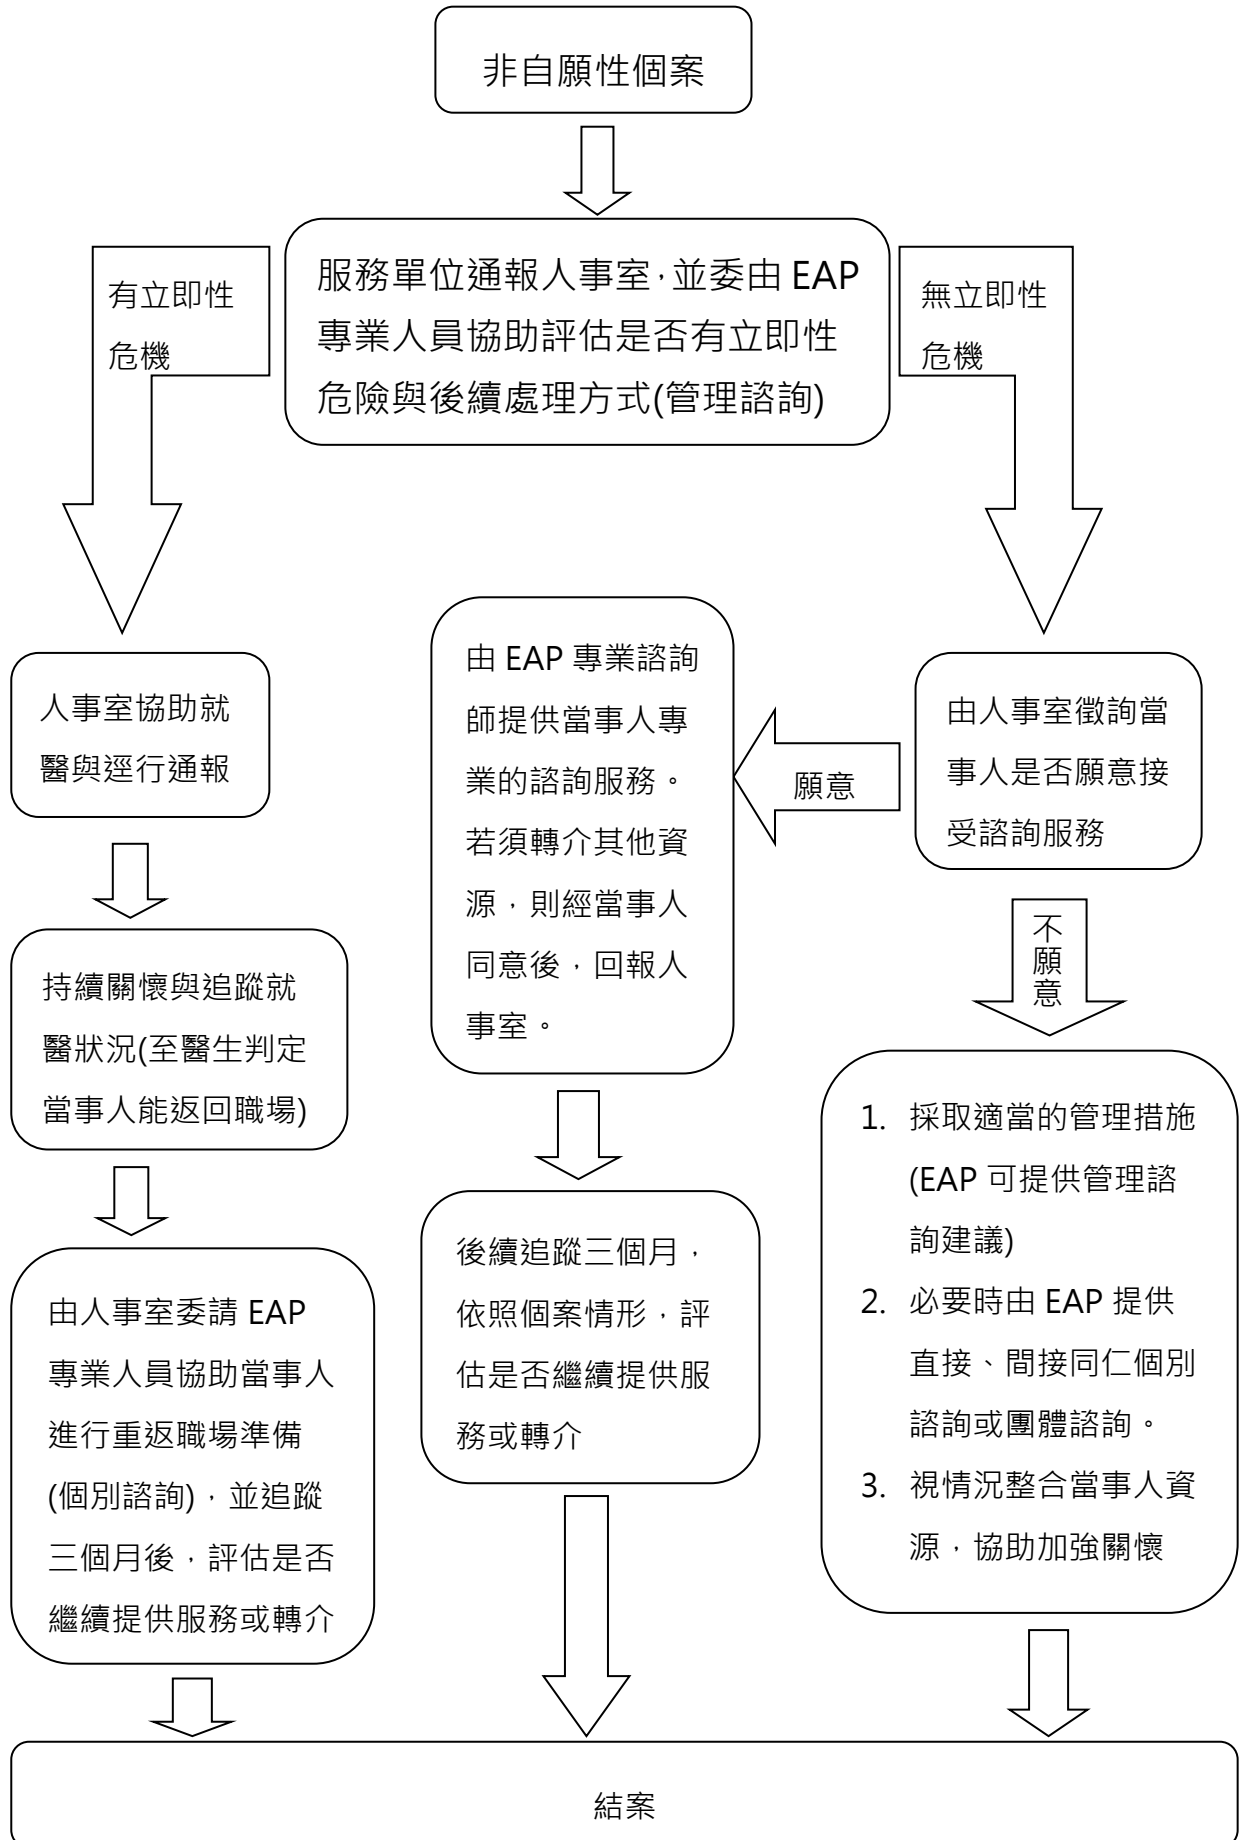 非自願性個案
服務單位通報人事室，並委由 EAP
專業人員協助評估是否有立即性
危險與後續處理方式(管理諮詢)
有立即性
危機
無立即性
危機
人事室協助就
醫與逕行通報
持續關懷與追蹤就
醫狀況(至醫生判定
當事人能返回職場)
由人事室委請 EAP
專業人員協助當事人
進行重返職場準備
(個別諮詢)，並追蹤
三個月後，評估是否
繼續提供服務或轉介
由 EAP 專業諮詢
師提供當事人專
業的諮詢服務。
若須轉介其他資
源，則經當事人
同意後，回報人
事室。
後續追蹤三個月，
依照個案情形，評
估是否繼續提供服
務或轉介
願意
由人事室徵詢當
事人是否願意接
受諮詢服務
不願意
1. 採取適當的管理措施
(EAP 可提供管理諮
詢建議)
2. 必要時由 EAP 提供
直接、間接同仁個別
諮詢或團體諮詢。
3. 視情況整合當事人資
源，協助加強關懷
結案